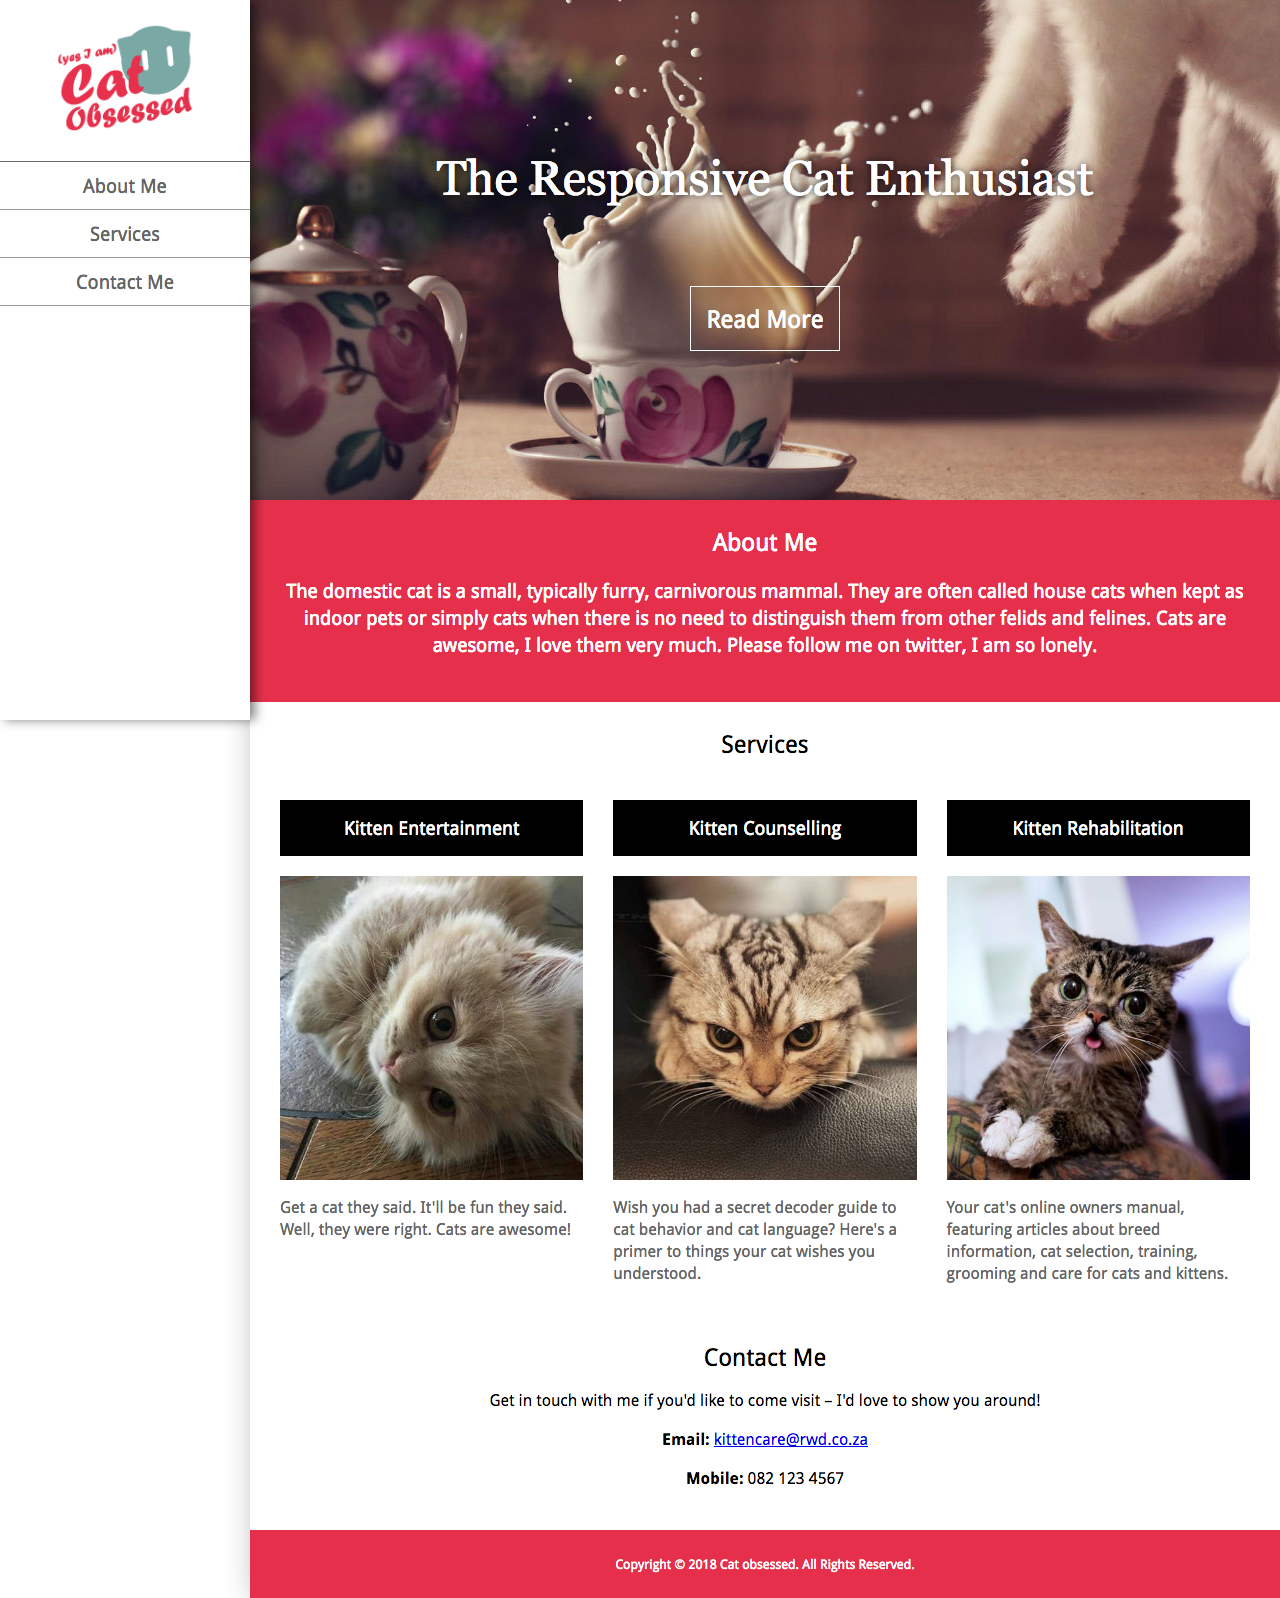 (yes I am)
Cat
Obsessed
About Me
Services
Contact Me
The Responsive Cat Enthusiast
Read More
About Me
The domestic cat is a small, typically furry, carnivorous mammal. They are often called house cats when kept as
indoor pets or simply cats when there is no need to distinguish them from other felids and felines. Cats are
awesome, I love them very much. Please follow me on twitter, I am so lonely.
Services
Kitten Entertainment
Get a cat they said. It'll be fun they said.
Well, they were right. Cats are awesome!
Kitten Counselling
Wish you had a secret decoder guide to
cat behavior and cat language? Here's a
primer to things your cat wishes you
understood.
Kitten Rehabilitation
Your cat's online owners manual,
featuring articles about breed
information, cat selection, training,
grooming and care for cats and kittens.
Contact Me
Get in touch with me if you'd like to come visit – I'd love to show you around!
Email: kittencare@rwd.co.za
Mobile: 082 123 4567
Copyright © 2018 Cat obsessed. All Rights Reserved.